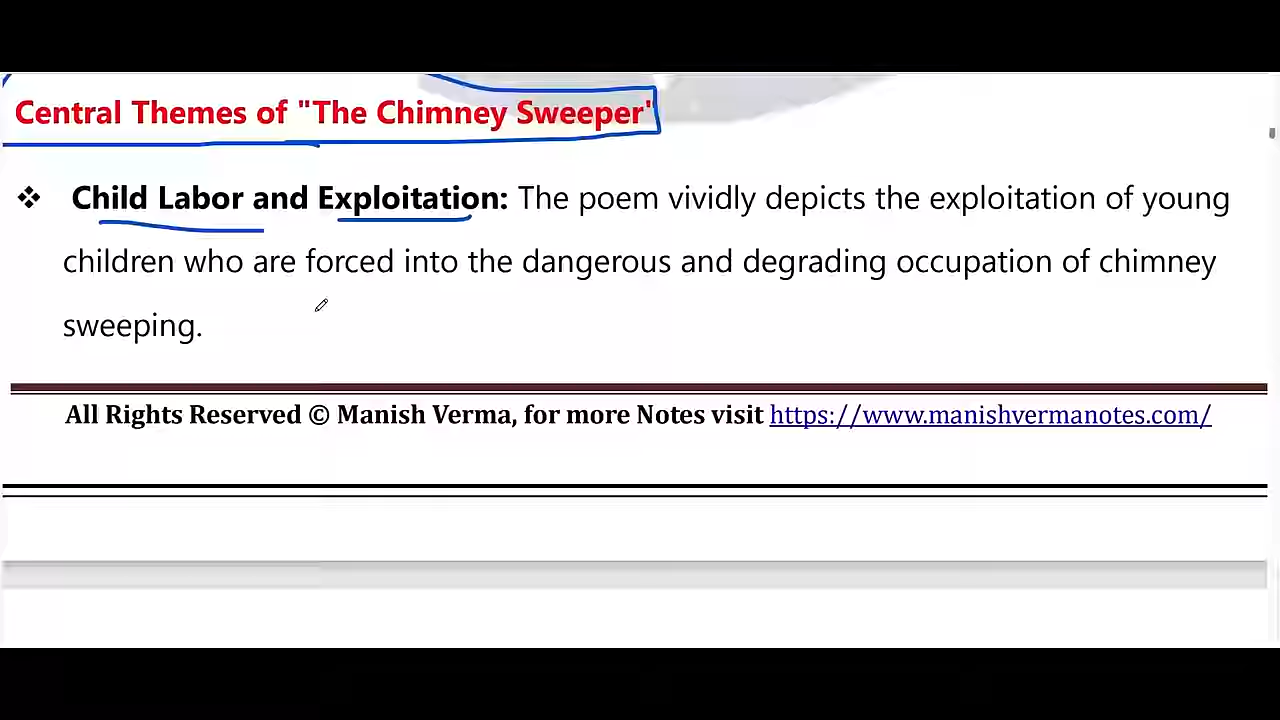 Central Themes of "The Chimney Sweeper"
❖ Child Labor and Exploitation: The poem vividly depicts the exploitation of young
children who are forced into the dangerous and degrading occupation of chimney
sweeping.
All Rights Reserved © Manish Verma, for more Notes visit https://www.manishvermanotes.com/